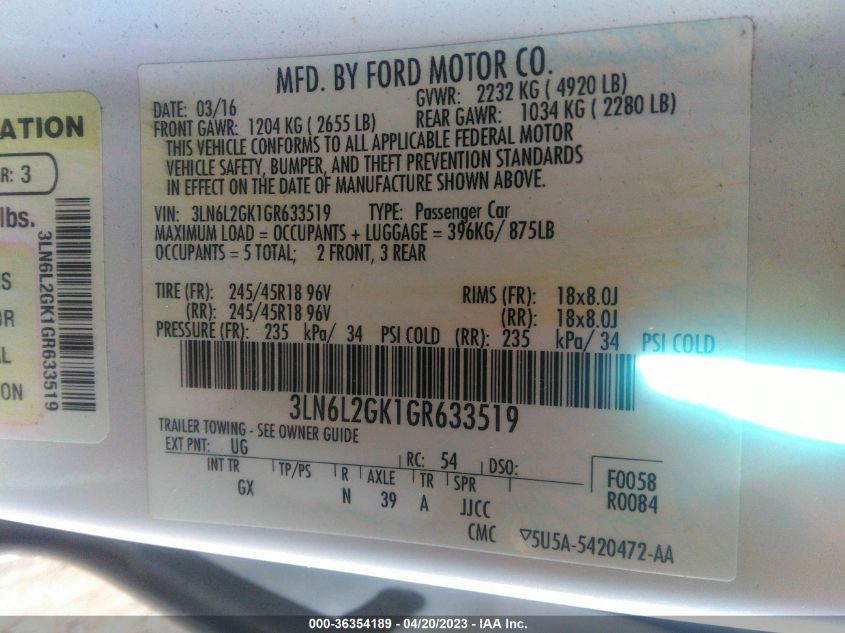 MFD. BY FORD MOTOR CO.
DATE: 03/16
GVWR: 2232 KG ( 4920 LB)
FRONT GAWR: 1204 KG ( 2655 LB)
REAR GAWR: 1034 KG ( 2280 LB)
THIS VEHICLE CONFORMS TO ALL APPLICABLE FEDERAL MOTOR
VEHICLE SAFETY, BUMPER, AND THEFT PREVENTION STANDARDS
IN EFFECT ON THE DATE OF MANUFACTURE SHOWN ABOVE.
VIN: 3LN6L2GK1GR633519 TYPE: Passenger Car
MAXIMUM LOAD = OCCUPANTS + LUGGAGE = 396KG/ 875LB
OCCUPANTS = 5 TOTAL; 2 FRONT, 3 REAR
TIRE (FR): 245/45R18 96V RIMS (FR): 18x8.0J
(RR): 245/45R18 96V (RR): 18x8.0J
PRESSURE (FR): 235 kPa/ 34 PSI COLD (RR): 235 kPa/ 34 PSI COLD
3LN6L2GK1GR633519
TRAILER TOWING - SEE OWNER GUIDE
EXT PNT: UG RC: 54 DSO:
INT TR TP/PS R AXLE TR SPR
GX N 39 A JJCC
F0058
R0084
CMC ▽5U5A-5420472-AA
ATION
R: 3
lbs.
S
OR
AL
ION
3LN6L2GK1GR633519
000-36354189 - 04/20/2023 - IAA Inc.